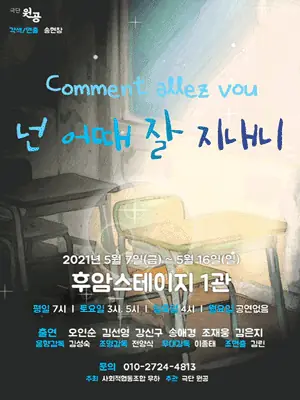 극단 원공
각색/연출 송현장
Comment allez vou
넌 어때 잘 지내니
2021년 5월 7일(금) ~ 5월 16일(일)
후암스테이지 1관
평일 7시 | 토요일 3시, 5시 | 일요일 4시 | 월요일 공연없음
출연 오민순 김선영 강신구 송애경 조재웅 김은지
음향감독 김성숙 조명감독 전양식 무대감독 이종태 조연출 김린
문의 010-2724-4813
주최 사회적협동조합 무하 주관 극단 원공